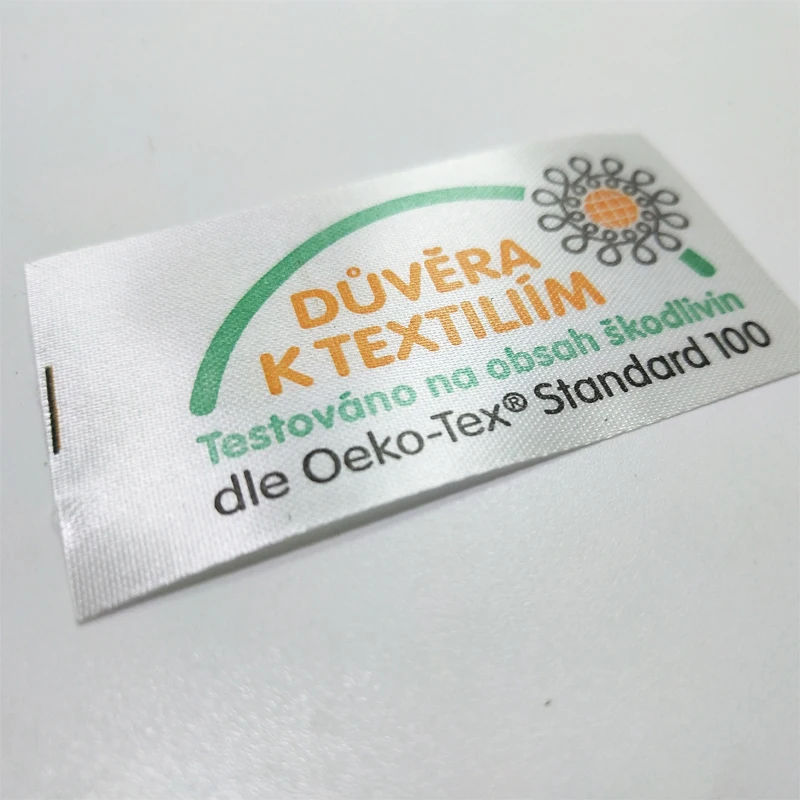 DŮVĚRA
K TEXTILIÍM
Testováno na obsah škodlivin
dle Oeko-Tex® Standard 100